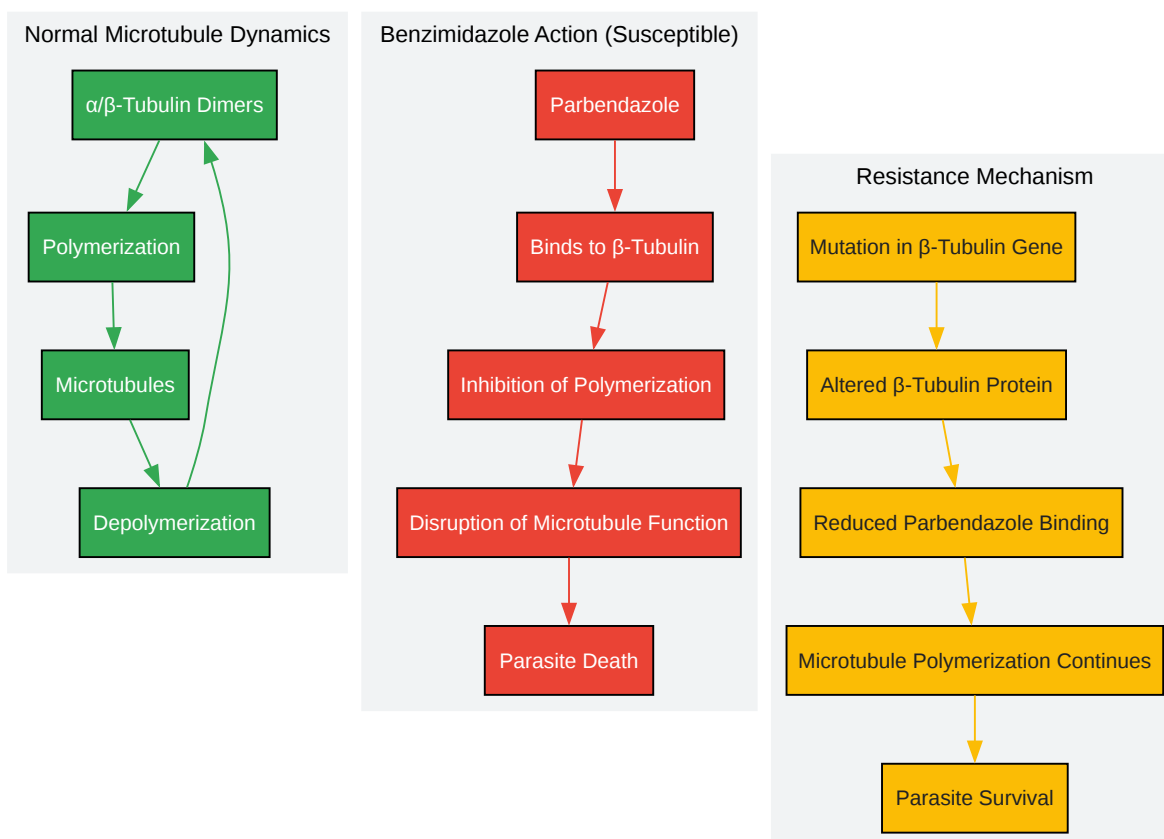 Normal Microtubule Dynamics
α/β-Tubulin Dimers
Polymerization
Microtubules
Depolymerization
Benzimidazole Action (Susceptible)
Parbendazole
Binds to β-Tubulin
Inhibition of Polymerization
Disruption of Microtubule Function
Parasite Death
Resistance Mechanism
Mutation in β-Tubulin Gene
Altered β-Tubulin Protein
Reduced Parbendazole Binding
Microtubule Polymerization Continues
Parasite Survival